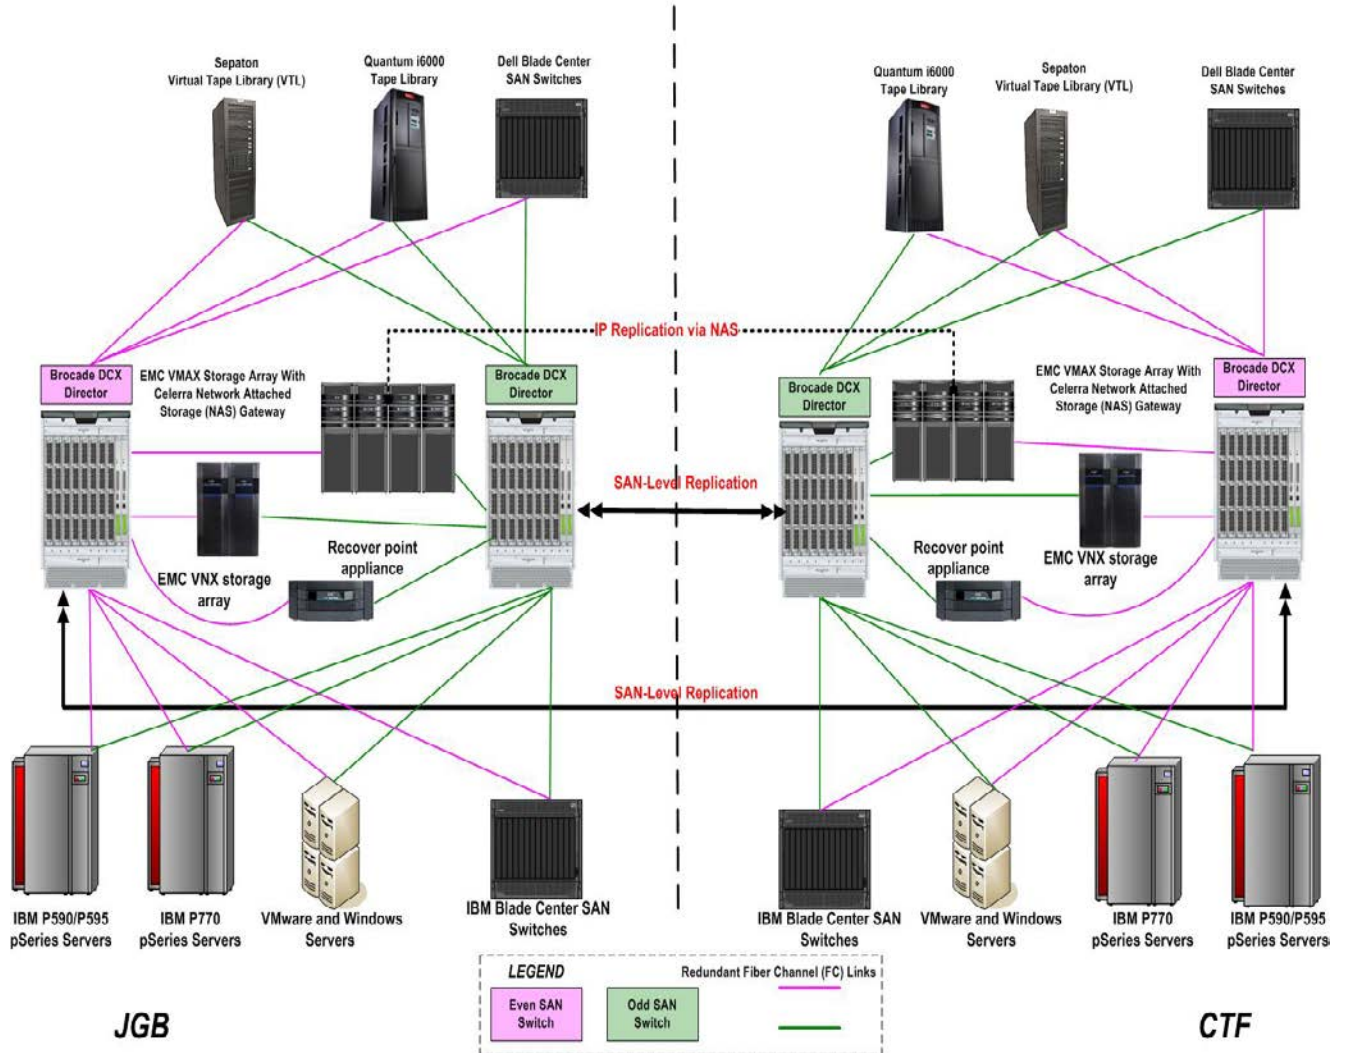 Sepaton
Virtual Tape Library (VTL)
Quantum i6000
Tape Library
Dell Blade Center
SAN Switches
Quantum i6000
Tape Library
Sepaton
Virtual Tape Library (VTL)
Dell Blade Center
SAN Switches
IP Replication via NAS
Brocade DCX
Director
EMC VMAX Storage Array With
Celerra Network Attached
Storage (NAS) Gateway
Brocade DCX
Director
Brocade DCX
Director
EMC VMAX Storage Array With
Celerra Network Attached
Storage (NAS) Gateway
Brocade DCX
Director
SAN-Level Replication
EMC VNX storage
array
Recover point
appliance
Recover point
appliance
EMC VNX storage
array
SAN-Level Replication
IBM P590/P595
pSeries Servers
IBM P770
pSeries Servers
VMware and Windows
Servers
IBM Blade Center SAN
Switches
IBM Blade Center SAN
Switches
VMware and Windows
Servers
IBM P770
pSeries Servers
IBM P590/P595
pSeries Servers
LEGEND
Redundant Fiber Channel (FC) Links
Even SAN
Switch
Odd SAN
Switch
JGB
CTF